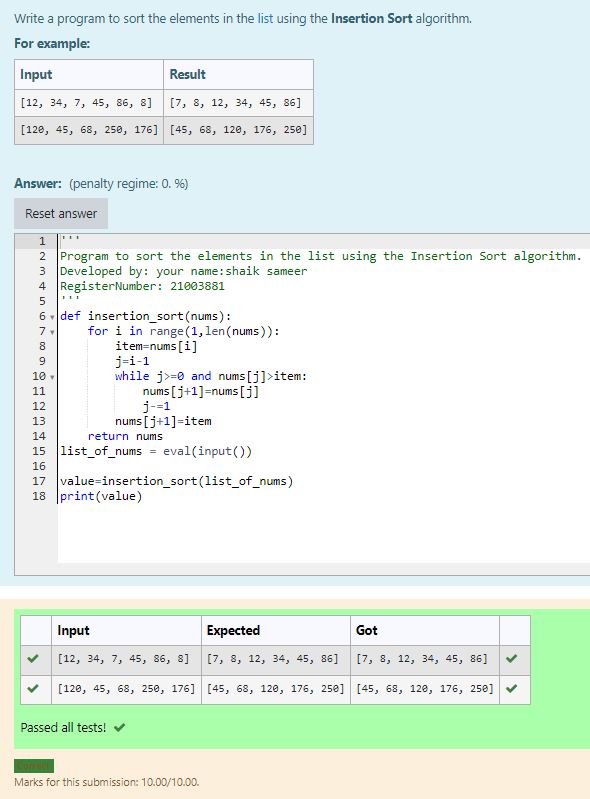 Write a program to sort the elements in the list using the Insertion Sort algorithm.
For example:
Input Result
[12, 34, 7, 45, 86, 8] [7, 8, 12, 34, 45, 86]
[120, 45, 68, 250, 176] [45, 68, 120, 176, 250]
Answer: (penalty regime: 0. %)
Reset answer
1 '''
2 Program to sort the elements in the list using the Insertion Sort algorithm.
3 Developed by: your name:shaik sameer
4 RegisterNumber: 21003881
5 '''
6 def insertion_sort(nums):
7 for i in range(1,len(nums)):
8 item=nums[i]
9 j=i-1
10 while j>=0 and nums[j]>item:
11 nums[j+1]=nums[j]
12 j-=1
13 nums[j+1]=item
14 return nums
15 list_of_nums = eval(input())
16
17 value=insertion_sort(list_of_nums)
18 print(value)
Input Expected Got
[12, 34, 7, 45, 86, 8] [7, 8, 12, 34, 45, 86] [7, 8, 12, 34, 45, 86]
[120, 45, 68, 250, 176] [45, 68, 120, 176, 250] [45, 68, 120, 176, 250]
Passed all tests!
Correct
Marks for this submission: 10.00/10.00.